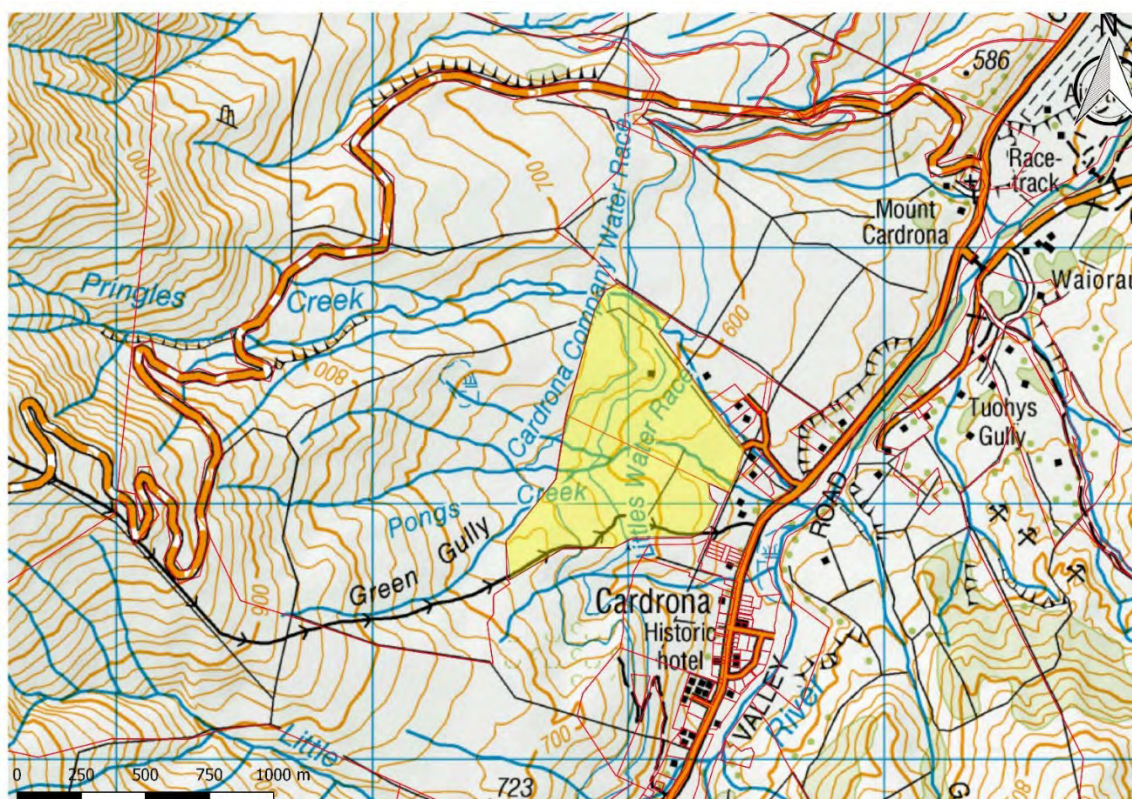 586
N
Race-
track
Mount
Cardrona
Waiorau
1000
700
Cardrona Company Water Race
Pringles Creek
600
800
Littles Water Race
Tuohys
Gully
Pongs Creek
Green Gully
ROAD
900
Cardrona
Historic
hotel
VALLEY
River
700
Little
723
0 250 500 750 1000 m